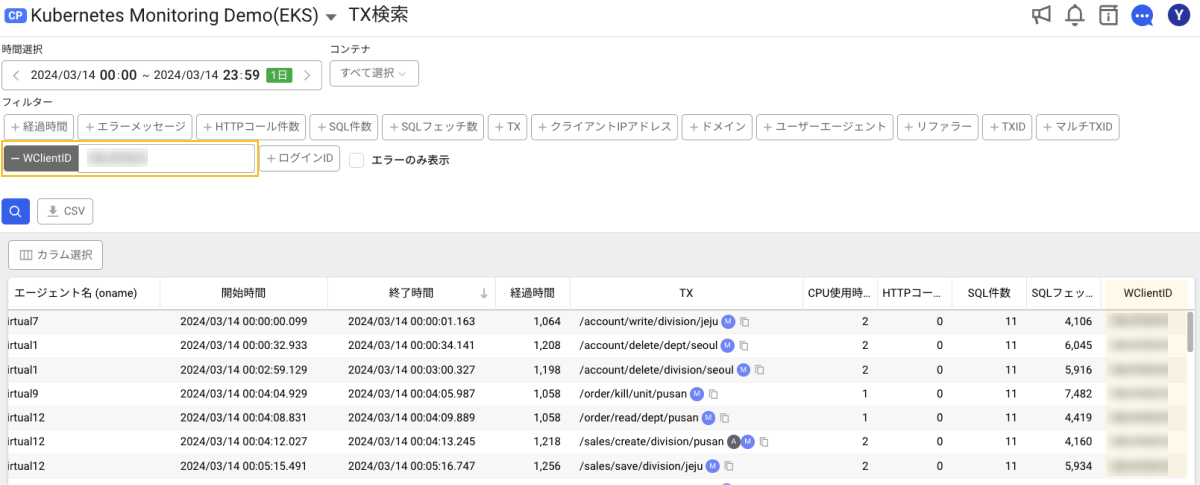 CP Kubernetes Monitoring Demo(EKS) TX検索 Y
時間選択 コンテナ
2024/03/14 00:00 ~ 2024/03/14 23:59 1日 すべて選択
フィルター
+ 経過時間 + エラーメッセージ + HTTPコール件数 + SQL件数 + SQLフェッチ数 + TX + クライアントIPアドレス + ドメイン + ユーザーエージェント + リファラー + TXID + マルチTXID
− WClientID + ログインID エラーのみ表示
CSV
カラム選択
エージェント名 (oname) 開始時間 終了時間 ↓ 経過時間 TX CPU使用時... HTTPコー... SQL件数 SQLフェッ... WClientID
irtual7 2024/03/14 00:00:00.099 2024/03/14 00:00:01.163 1,064 /account/write/division/jeju M 2 0 11 4,106
irtual1 2024/03/14 00:00:32.933 2024/03/14 00:00:34.141 1,208 /account/delete/dept/seoul M 2 0 11 6,045
irtual1 2024/03/14 00:02:59.129 2024/03/14 00:03:00.327 1,198 /account/delete/division/seoul M 2 0 11 5,916
irtual9 2024/03/14 00:04:04.929 2024/03/14 00:04:05.987 1,058 /order/kill/unit/pusan M 1 0 11 7,482
irtual12 2024/03/14 00:04:08.831 2024/03/14 00:04:09.889 1,058 /order/read/dept/pusan M 1 0 11 4,419
irtual12 2024/03/14 00:04:12.027 2024/03/14 00:04:13.245 1,218 /sales/create/division/pusan A M 2 0 11 4,160
irtual12 2024/03/14 00:05:15.491 2024/03/14 00:05:16.747 1,256 /sales/save/division/jeju M 2 0 11 5,934